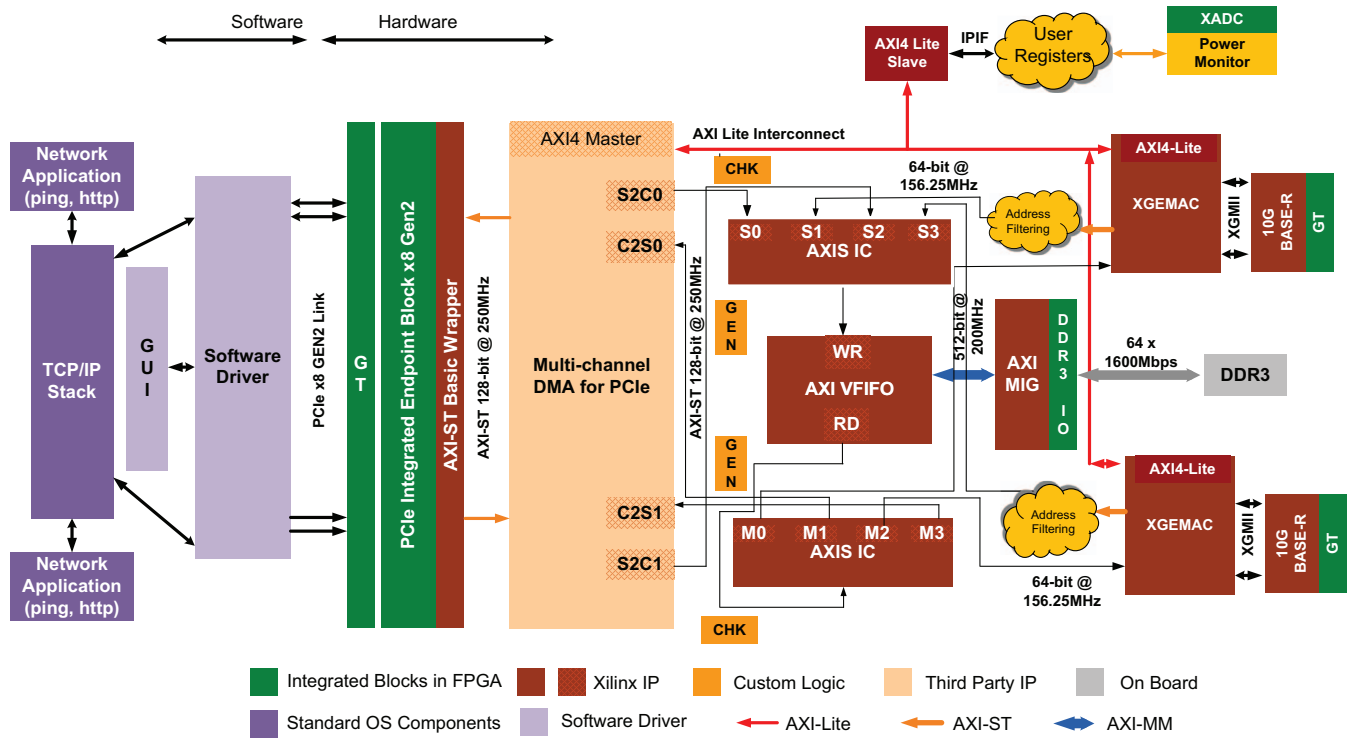 Software
Hardware
XADC
Power
Monitor
AXI4 Lite
Slave
IPIF
User
Registers
AXI Lite Interconnect
AXI4 Master
CHK
64-bit @
156.25MHz
AXI4-Lite
XGEMAC
XGMII
10G
BASE-R
GT
Address
Filtering
Network
Application
(ping, http)
S2C0
C2S0
S0
S1
S2
S3
AXIS IC
TCP/IP
Stack
G
U
I
Software
Driver
PCIe x8 GEN2 Link
G
T
PCIe Integrated Endpoint Block x8 Gen2
AXI-ST Basic Wrapper
AXI-ST 128-bit @ 250MHz
Multi-channel
DMA for PCIe
AXI-ST 128-bit @ 250MHz
G
E
N
WR
AXI VFIFO
RD
512-bit @
200MHz
AXI
MIG
D
D
R
3
IO
64 x
1600Mbps
DDR3
G
E
N
AXI4-Lite
XGEMAC
XGMII
10G
BASE-R
GT
Address
Filtering
C2S1
S2C1
M0
M1
M2
M3
AXIS IC
64-bit @
156.25MHz
CHK
Network
Application
(ping, http)
Integrated Blocks in FPGA
Xilinx IP
Custom Logic
Third Party IP
On Board
Standard OS Components
Software Driver
AXI-Lite
AXI-ST
AXI-MM